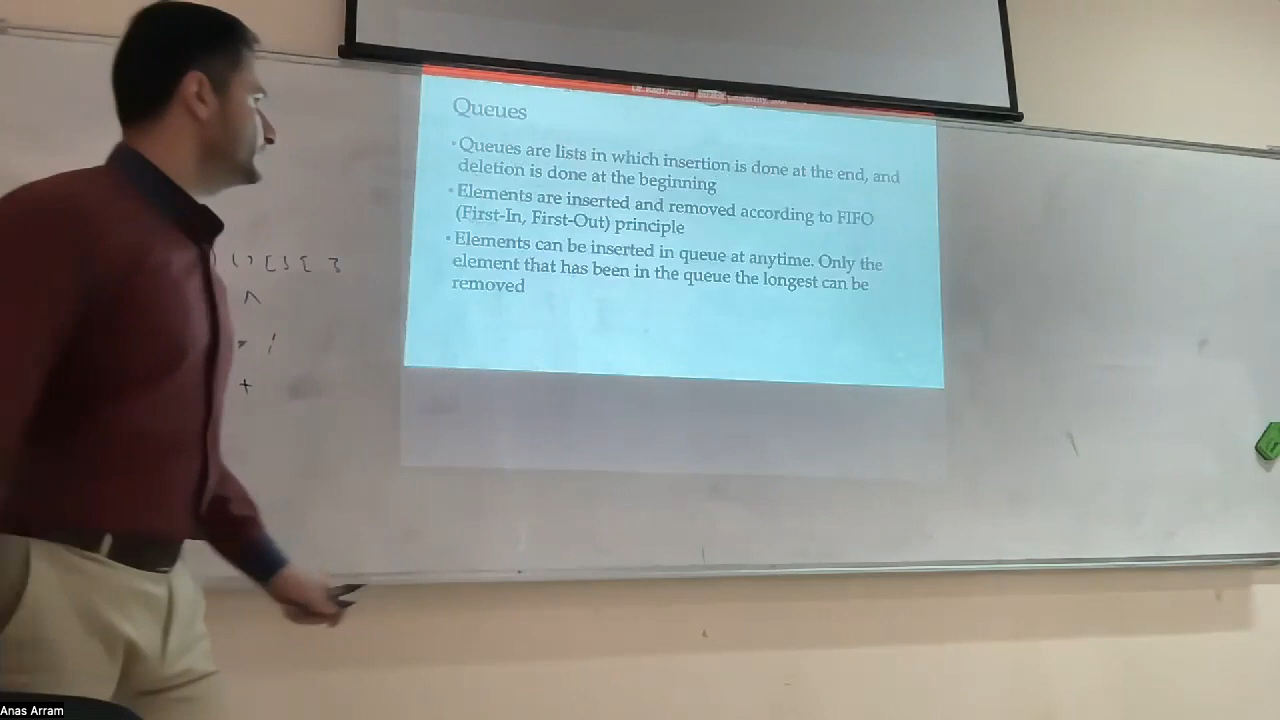 Queues
• Queues are lists in which insertion is done at the end, and
deletion is done at the beginning
• Elements are inserted and removed according to FIFO
(First-In, First-Out) principle
• Elements can be inserted in queue at anytime. Only the
element that has been in the queue the longest can be
removed
+
Anas Arram